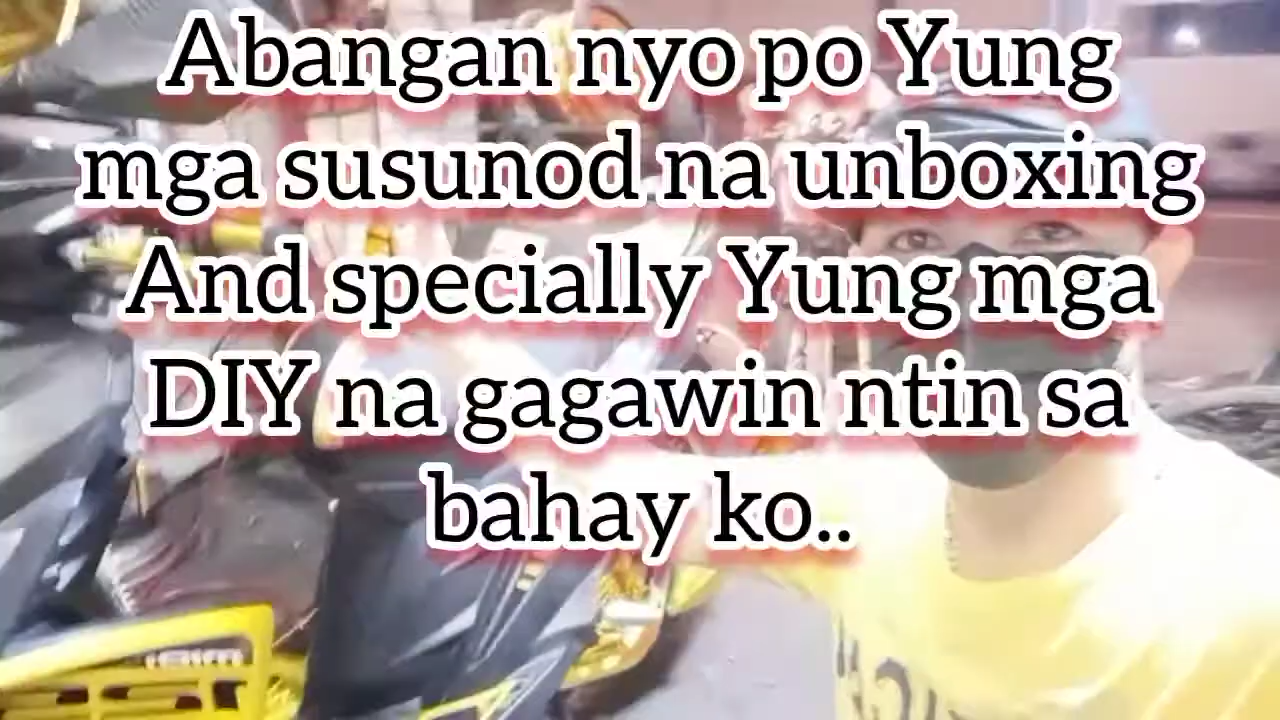 Abangan nyo po Yung
mga susunod na unboxing
And specially Yung mga
DIY na gagawin ntin sa
bahay ko..